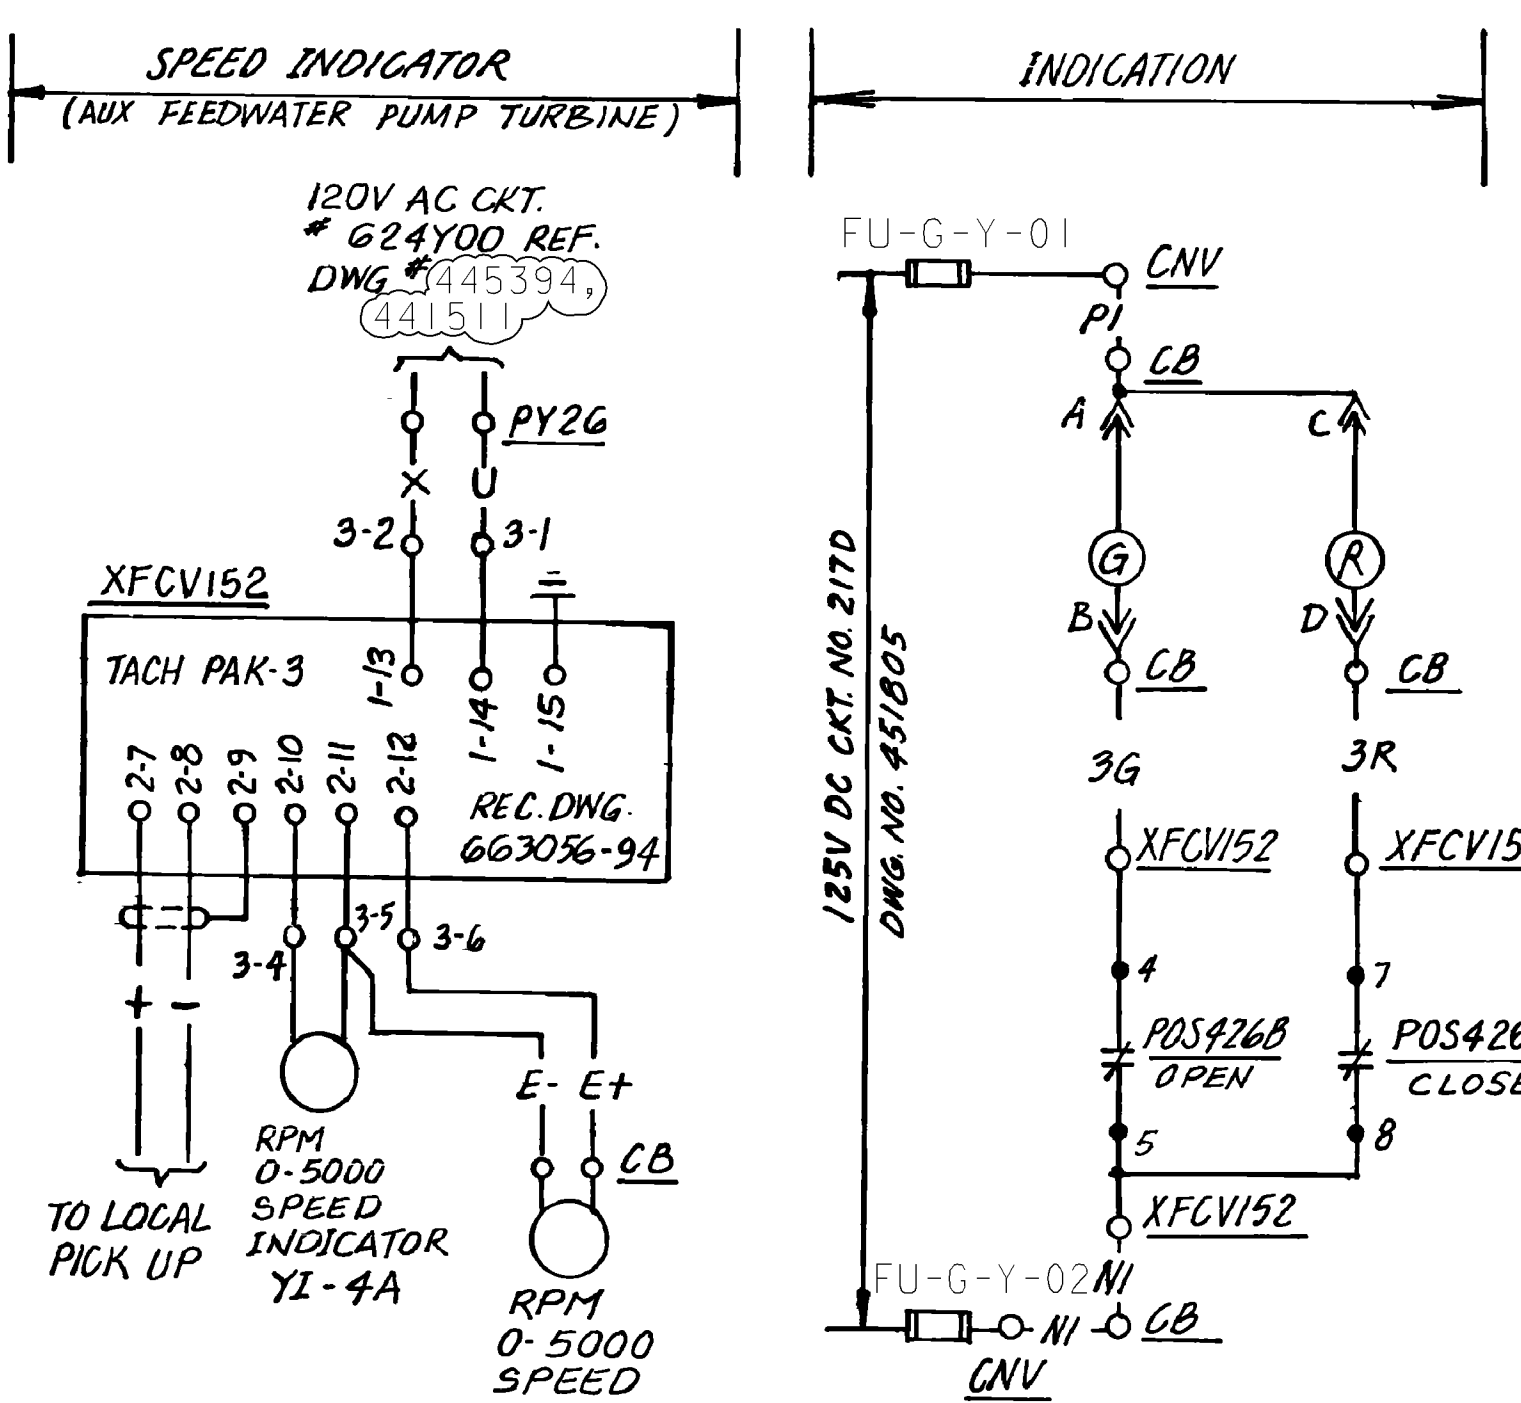 SPEED INDICATOR
(AUX FEEDWATER PUMP TURBINE)
120V AC CKT.
# 624Y00 REF.
DWG # 445394,
441511
PY26
X U
3-2 3-1
XFCV152
TACH PAK-3
1-13
1-14
1-15
2-7
2-8
2-9
2-10
2-11
2-12
REC. DWG.
663056-94
3-5
3-4
3-6
+ -
E- E+
CB
TO LOCAL
PICK UP
RPM
0-5000
SPEED
INDICATOR
YI-4A
RPM
0-5000
SPEED
INDICATION
FU-G-Y-01
CNV
P1
CB
A
C
125V DC CKT. NO. 217D
DWG. NO. 451805
G
R
B
D
CB
CB
3G
3R
XFCV152
XFCV15
4
7
POS426B
OPEN
POS426
CLOSE
5
8
XFCV152
FU-G-Y-02
N1
N1
CB
CNV